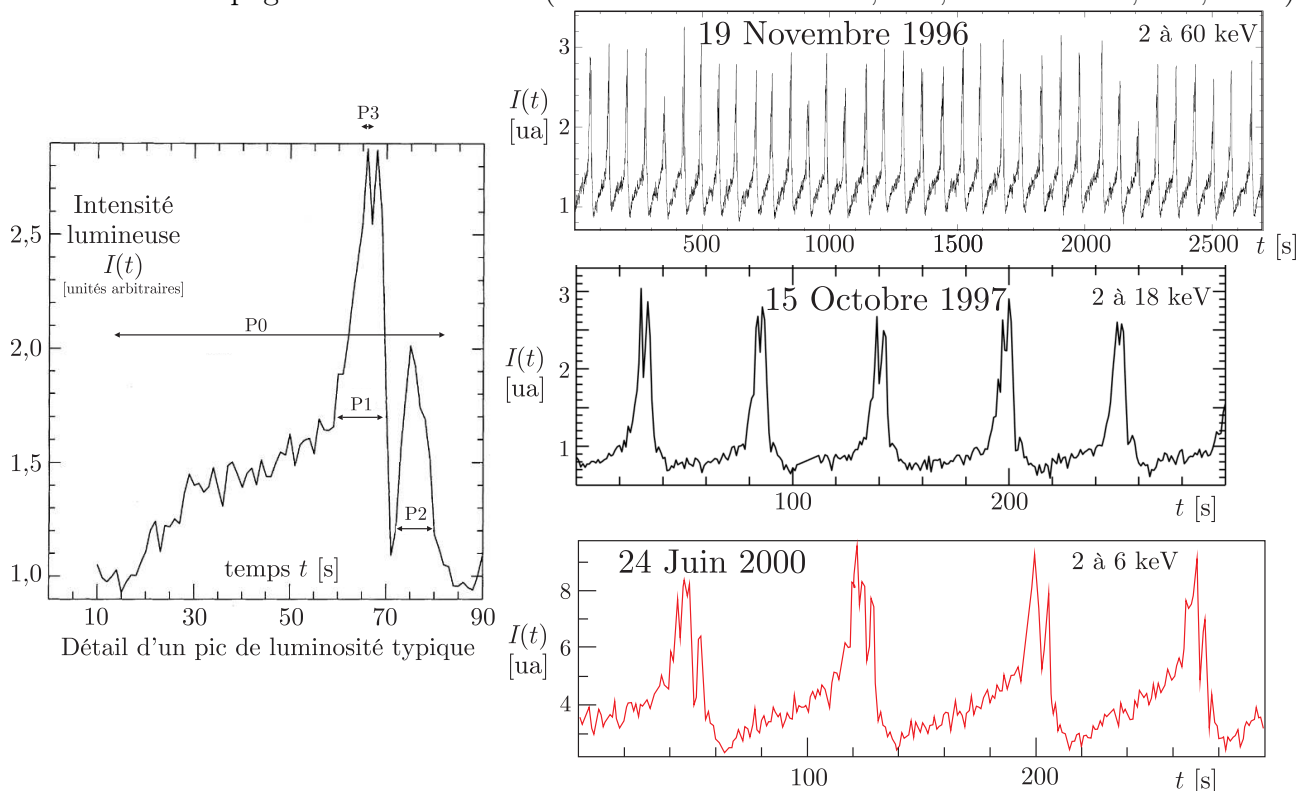 P3
Intensité
lumineuse
I(t)
[unités arbitraires]
2,5
2,0
1,5
1,0
P0
P1
P2
temps t [s]
10 30 50 70 90
Détail d'un pic de luminosité typique
19 Novembre 1996
2 à 60 keV
I(t)
[ua]
3
2
1
500 1000 1500 2000 2500 t [s]
15 Octobre 1997
2 à 18 keV
I(t)
[ua]
3
2
1
100 200 t [s]
24 Juin 2000
2 à 6 keV
I(t)
[ua]
8
6
4
100 200 t [s]